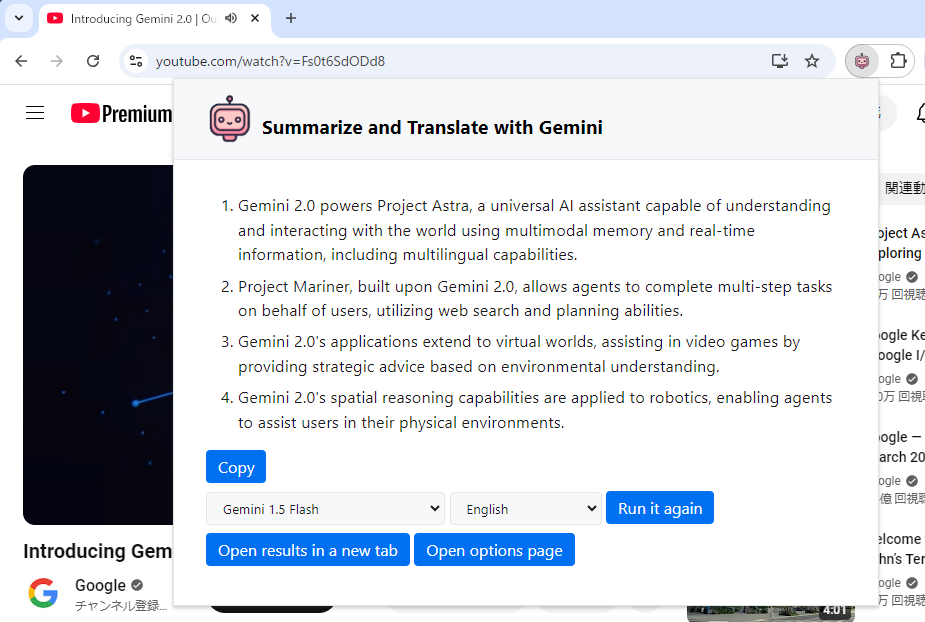 Introducing Gemini 2.0 | Ou
youtube.com/watch?v=Fs0t6SdODd8
Premium
Summarize and Translate with Gemini
1. Gemini 2.0 powers Project Astra, a universal AI assistant capable of understanding
and interacting with the world using multimodal memory and real-time
information, including multilingual capabilities.
2. Project Mariner, built upon Gemini 2.0, allows agents to complete multi-step tasks
on behalf of users, utilizing web search and planning abilities.
3. Gemini 2.0's applications extend to virtual worlds, assisting in video games by
providing strategic advice based on environmental understanding.
4. Gemini 2.0's spatial reasoning capabilities are applied to robotics, enabling agents
to assist users in their physical environments.
Copy
Gemini 1.5 Flash
English
Run it again
Open results in a new tab
Open options page
Introducing Gem
Google
チャンネル登録...
4:01
関連動
oject As
ploring
ogle
万 回視聴
ogle Ke
oogle I/
ogle
0万 回視聴
ogle —
arch 20
ogle
億 回視聴
elcome
hn's Ter
ogle
万 回視聴